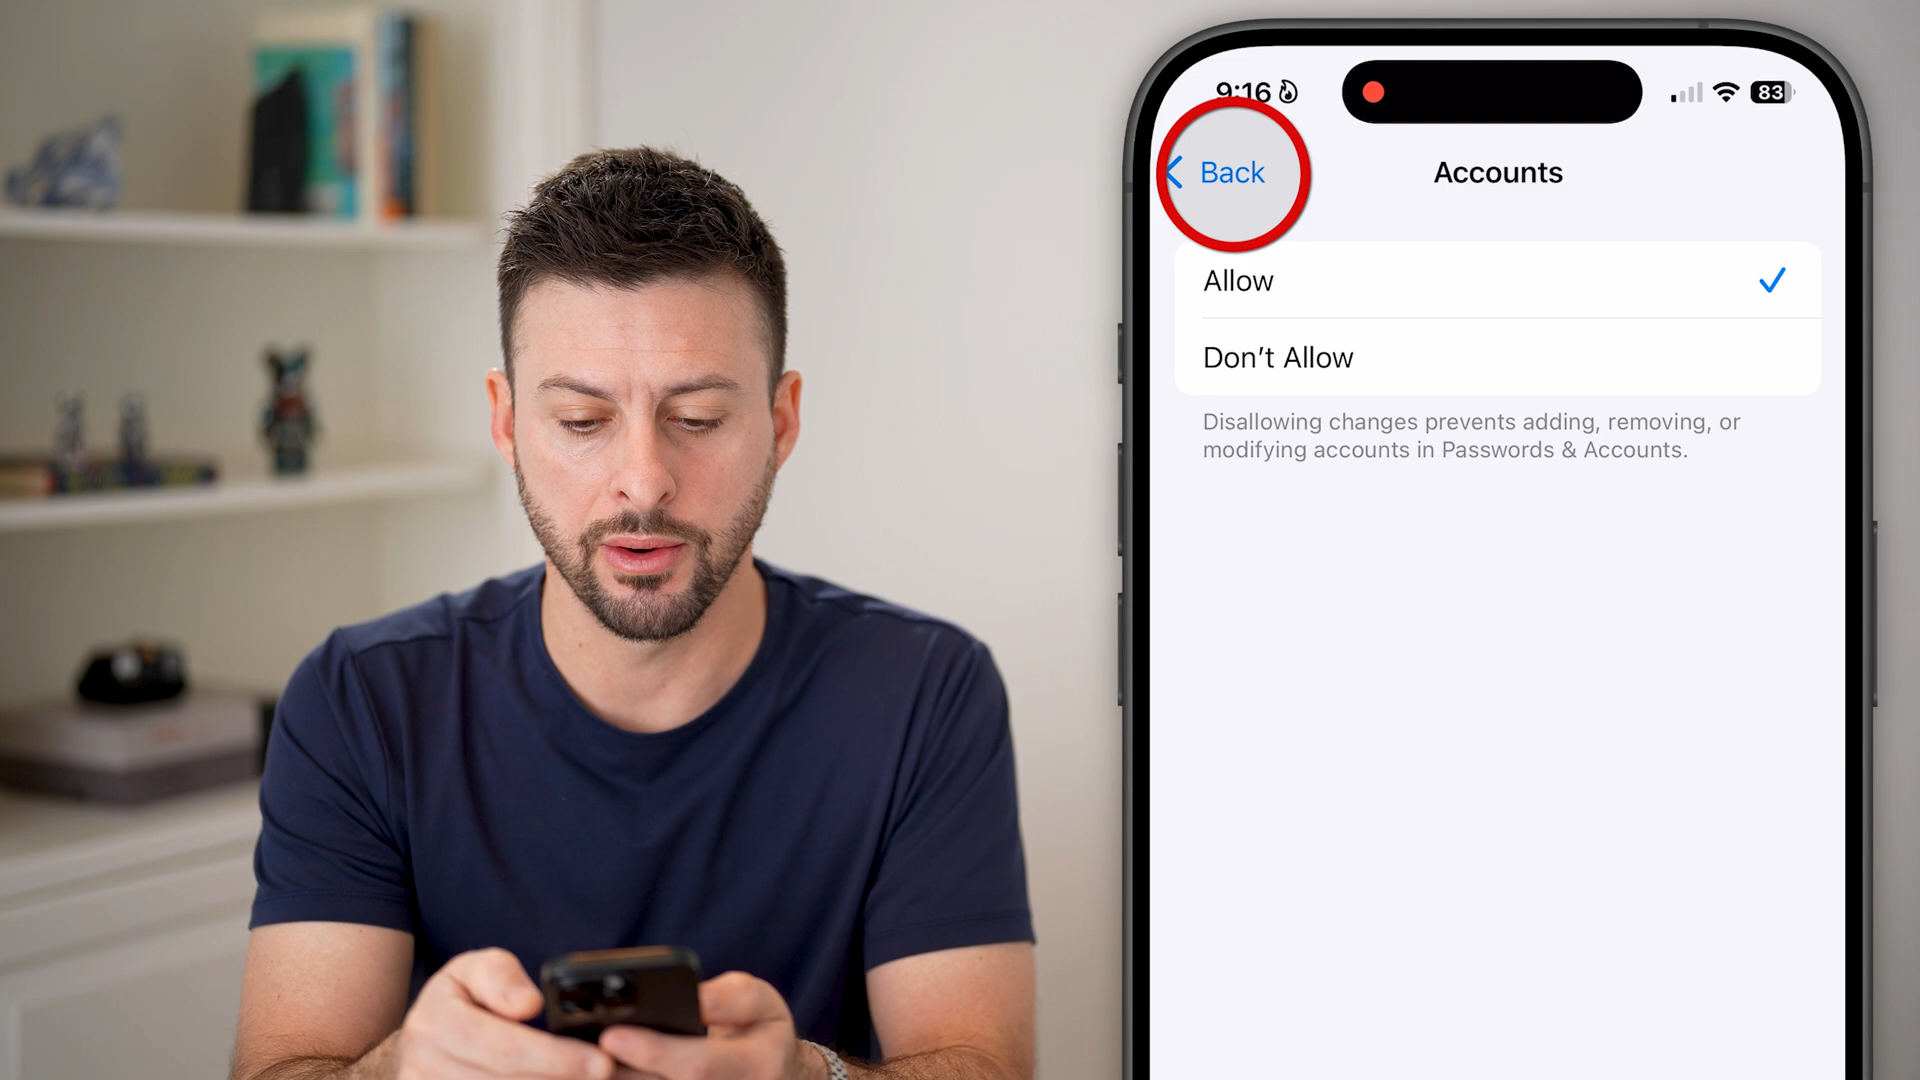 9:16
83
Back
Accounts
Allow
Don't Allow
Disallowing changes prevents adding, removing, or
modifying accounts in Passwords & Accounts.